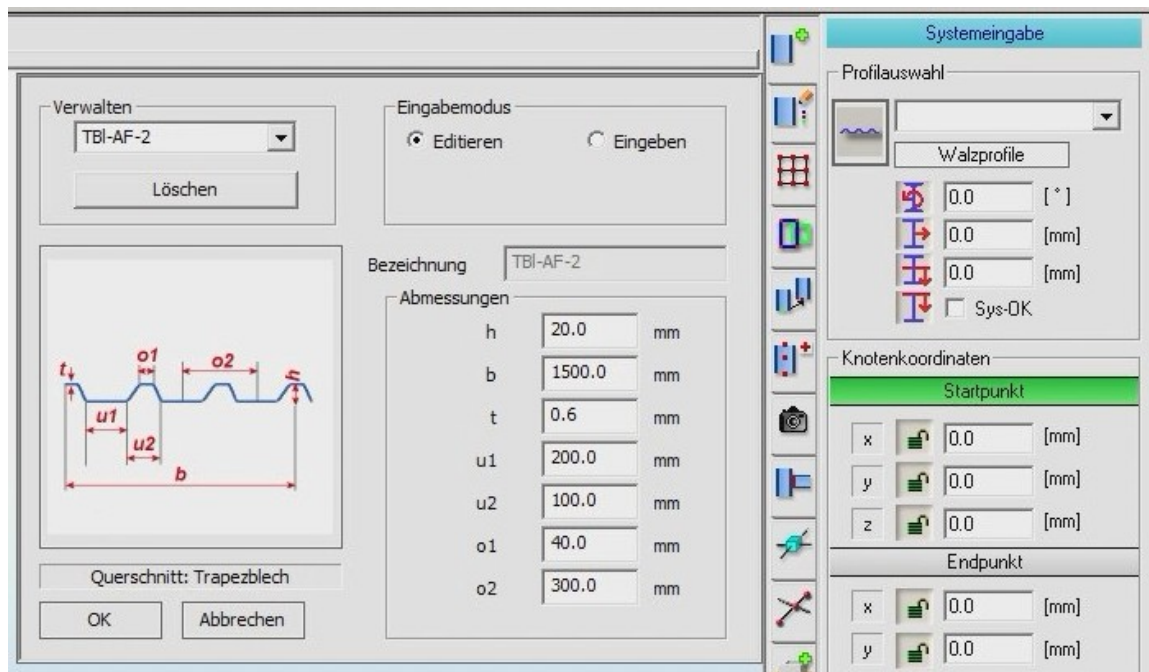 Verwalten
TBl-AF-2
Löschen
Eingabemodus
Editieren
Eingeben
Bezeichnung TBl-AF-2
Abmessungen
h 20.0 mm
b 1500.0 mm
t 0.6 mm
u1 200.0 mm
u2 100.0 mm
o1 40.0 mm
o2 300.0 mm
t
o1
o2
h
u1
u2
b
Querschnitt: Trapezblech
OK
Abbrechen
Systemeingabe
Profilauswahl
Walzprofile
0.0 [°]
0.0 [mm]
0.0 [mm]
Sys-OK
Knotenkoordinaten
Startpunkt
x 0.0 [mm]
y 0.0 [mm]
z 0.0 [mm]
Endpunkt
x 0.0 [mm]
y 0.0 [mm]